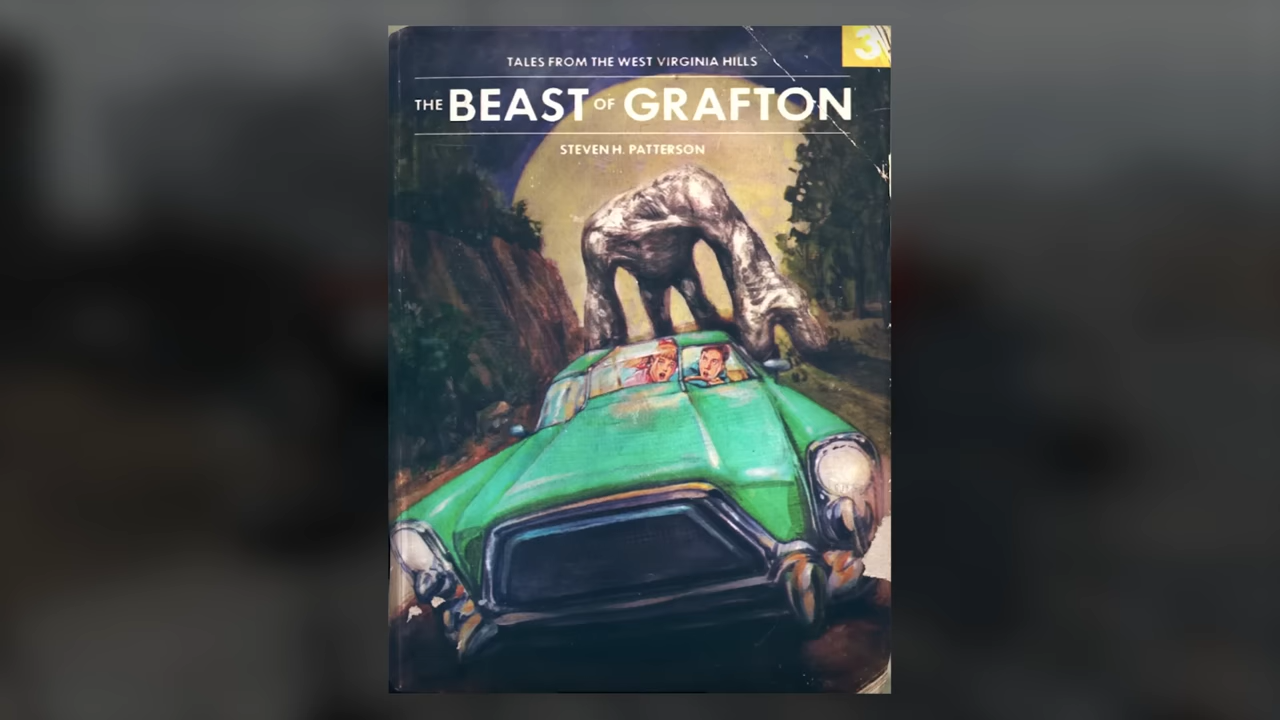 3
TALES FROM THE WEST VIRGINIA HILLS
THE BEAST OF GRAFTON
STEVEN H. PATTERSON